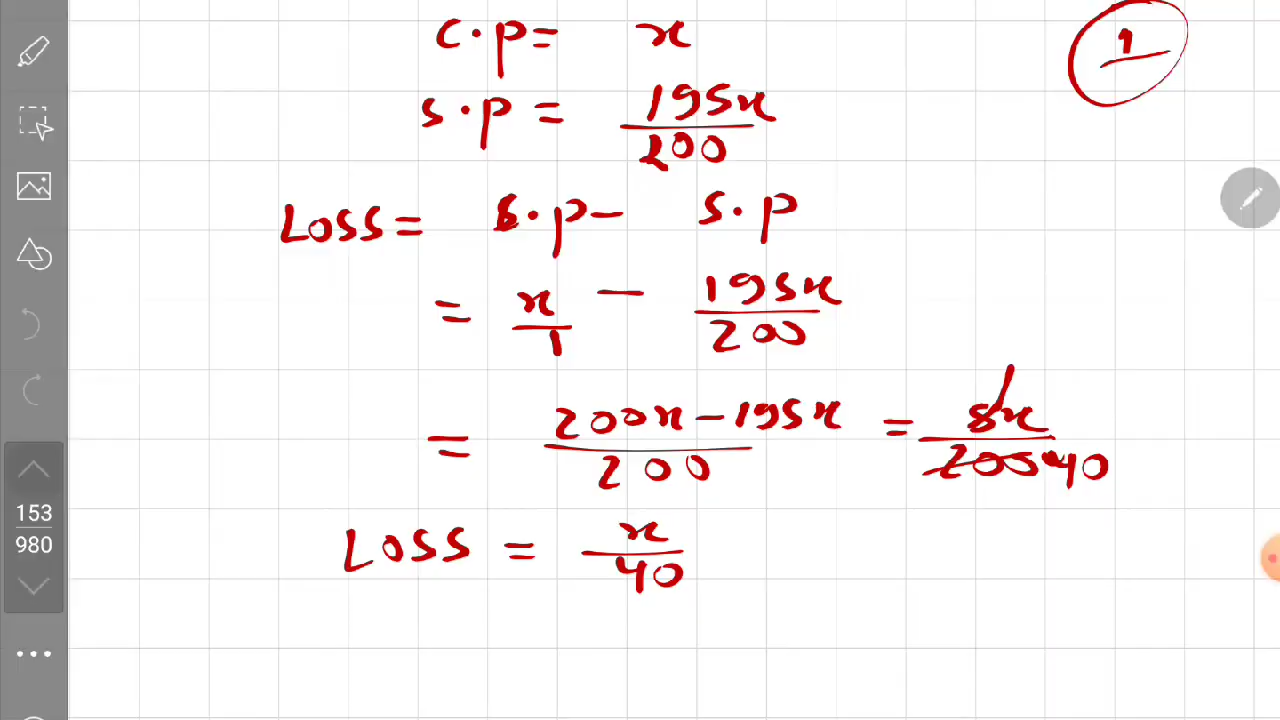 c.p= x
1
s.p = 195x/200
Loss= s.p- s.p
= x/1 - 195x/200
= 200x-195x/200 = 5x/200 40
Loss = x/40
153
980